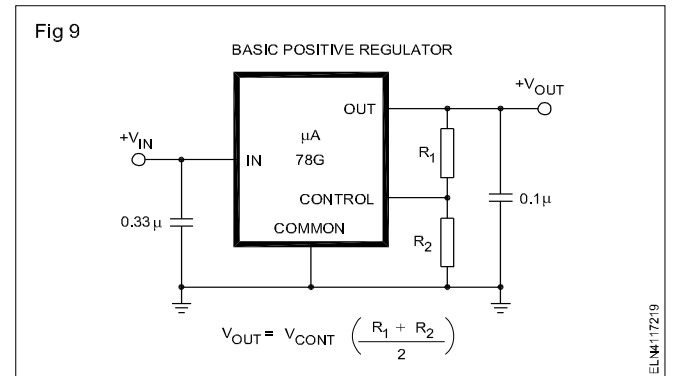 Fig 9
BASIC POSITIVE REGULATOR
+VOUT
OUT
+VIN
µA
R1
IN
78G
CONTROL
0.1µ
0.33 µ
COMMON
R2
VOUT = VCONT (R1 + R2 / 2)
ELN4117219